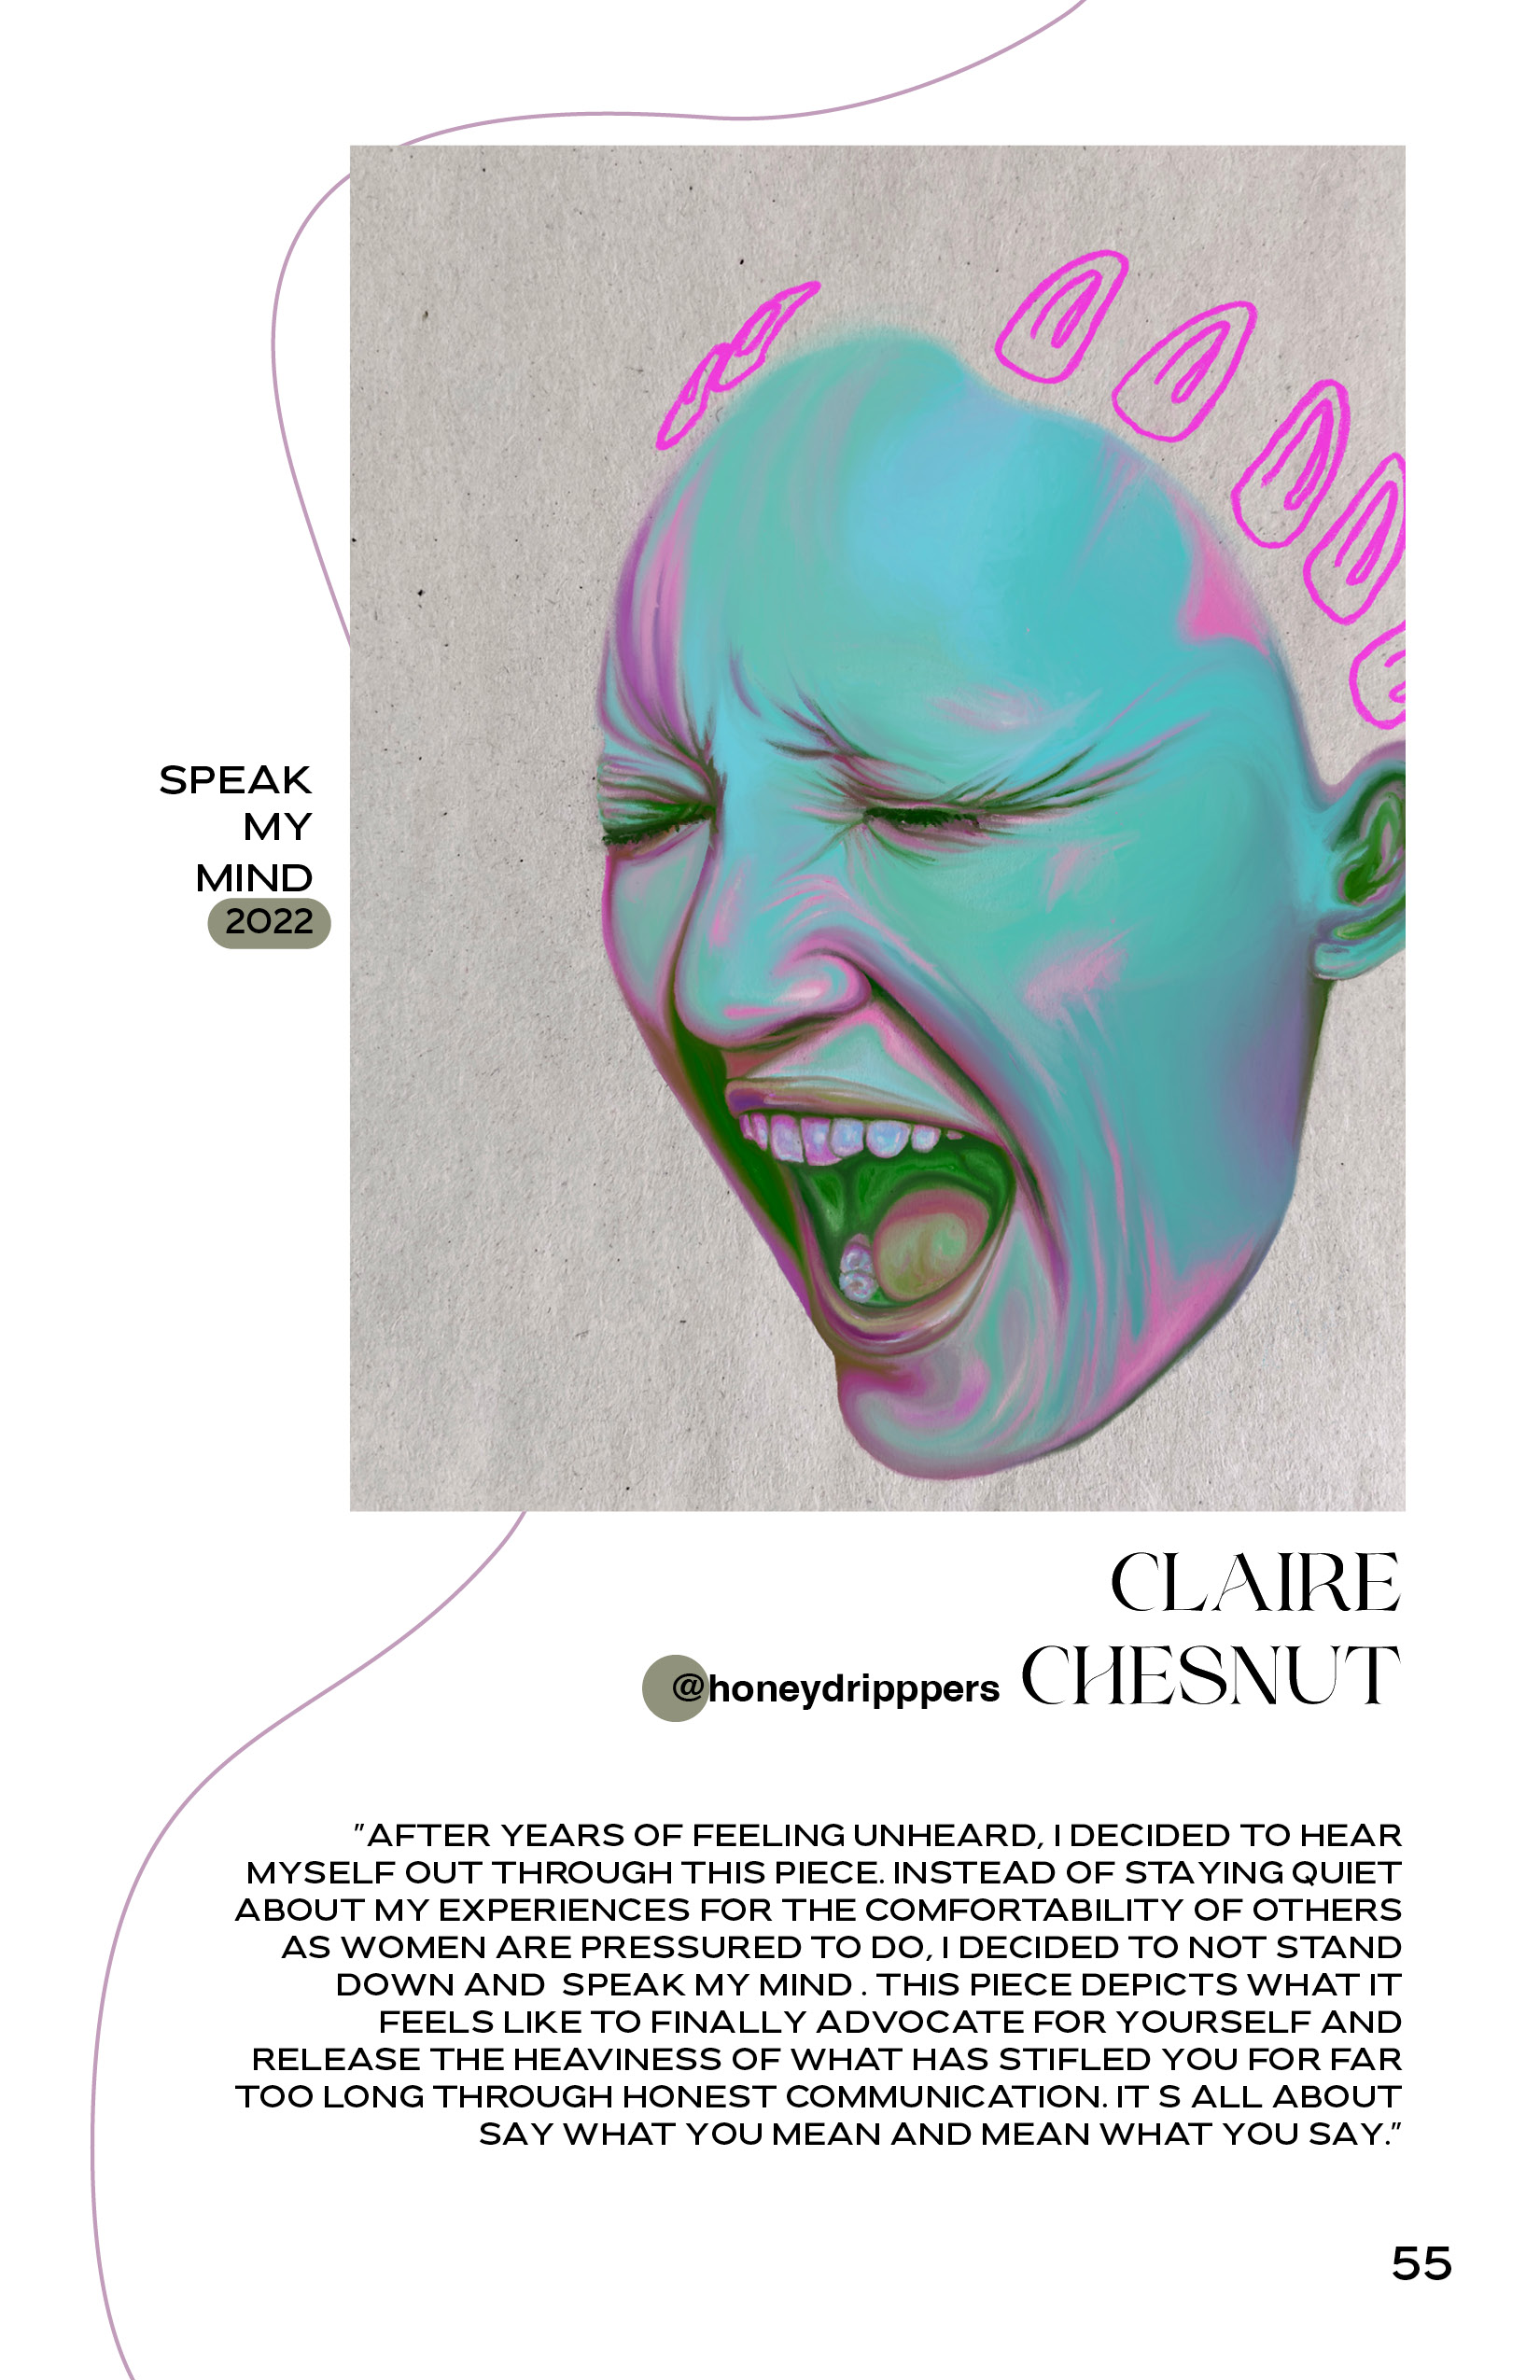 SPEAK
MY
MIND
2022
CLAIRE
CHESNUT
@honeydripppers
"AFTER YEARS OF FEELING UNHEARD, I DECIDED TO HEAR
MYSELF OUT THROUGH THIS PIECE. INSTEAD OF STAYING QUIET
ABOUT MY EXPERIENCES FOR THE COMFORTABILITY OF OTHERS
AS WOMEN ARE PRESSURED TO DO, I DECIDED TO NOT STAND
DOWN AND  SPEAK MY MIND . THIS PIECE DEPICTS WHAT IT
FEELS LIKE TO FINALLY ADVOCATE FOR YOURSELF AND
RELEASE THE HEAVINESS OF WHAT HAS STIFLED YOU FOR FAR
TOO LONG THROUGH HONEST COMMUNICATION. IT S ALL ABOUT
SAY WHAT YOU MEAN AND MEAN WHAT YOU SAY."
55